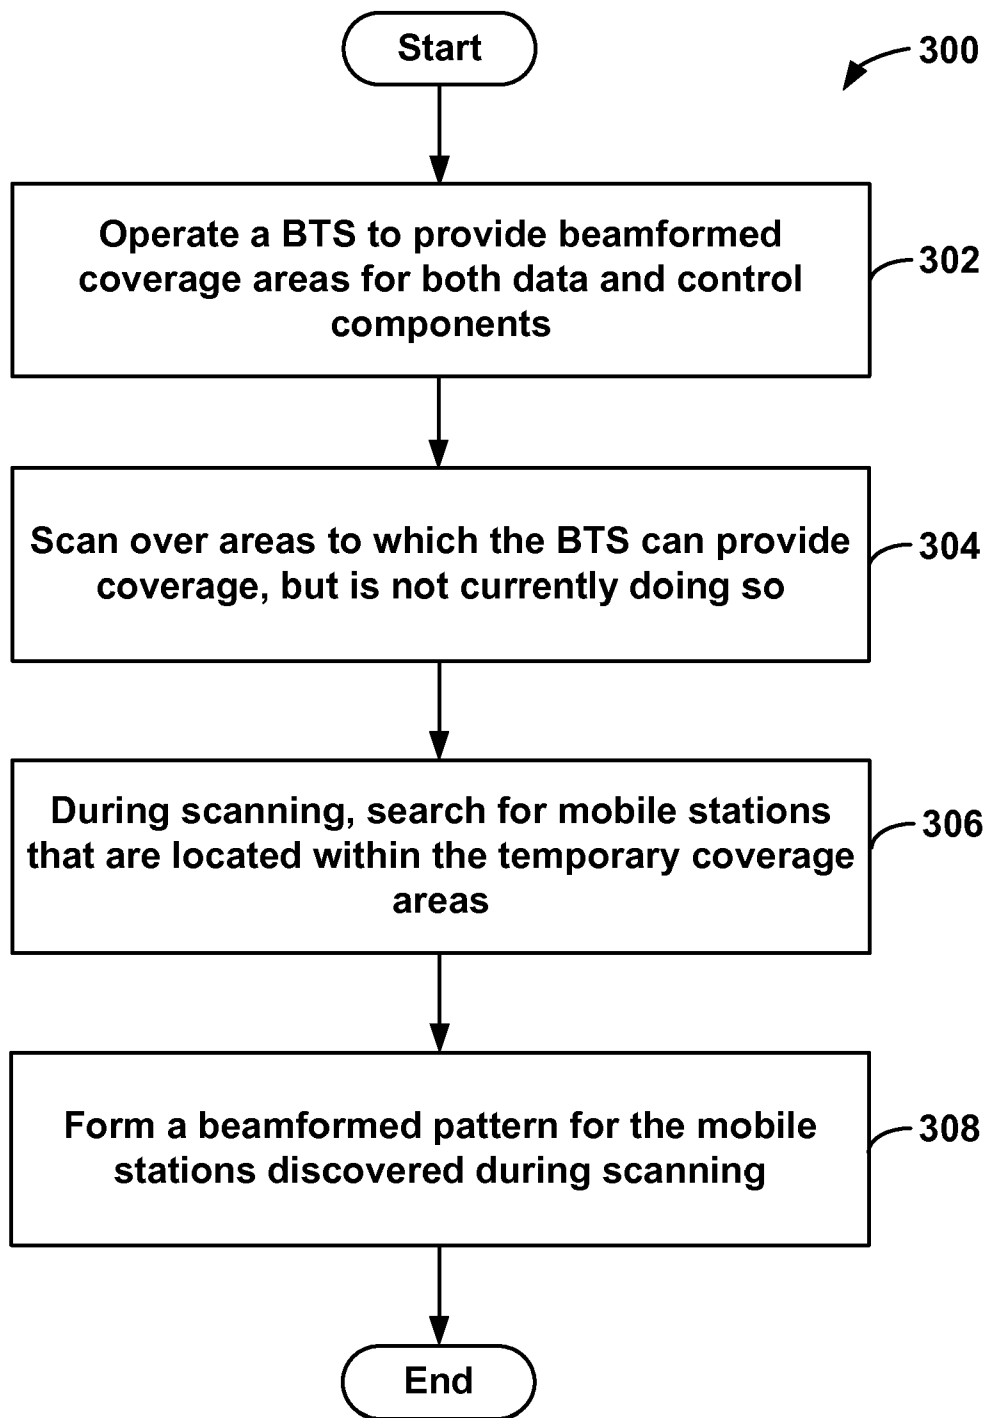 Start
300
Operate a BTS to provide beamformed
coverage areas for both data and control
components
302
Scan over areas to which the BTS can provide
coverage, but is not currently doing so
304
During scanning, search for mobile stations
that are located within the temporary coverage
areas
306
Form a beamformed pattern for the mobile
stations discovered during scanning
308
End